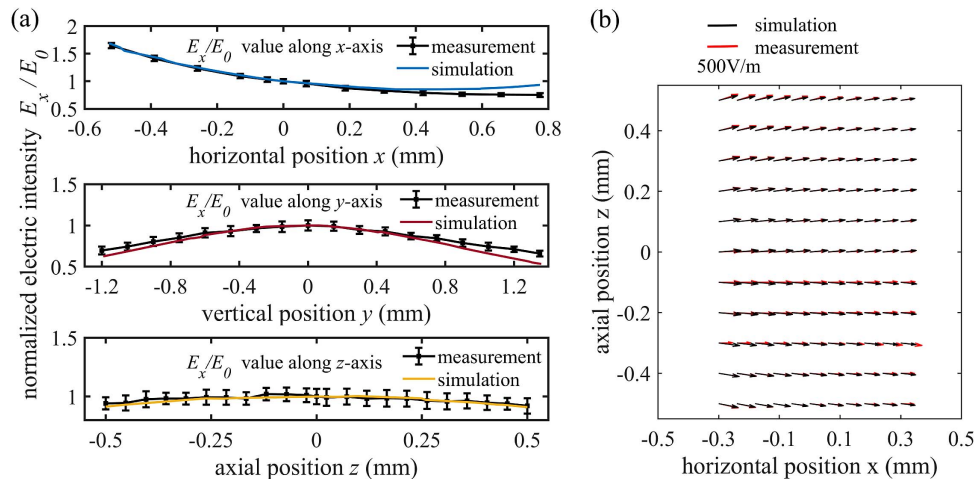 (a)
normalized electric intensity E_x / E_0
2
1.5
1
0.5
E_x/E_0 value along x-axis
measurement
simulation
-0.6 -0.4 -0.2 0 0.2 0.4 0.6 0.8
horizontal position x (mm)
1.5
1
0.5
E_x/E_0 value along y-axis
measurement
simulation
-1.2 -0.8 -0.4 0 0.4 0.8 1.2
vertical position y (mm)
1.5
1
E_x/E_0 value along z-axis
measurement
simulation
-0.5 -0.25 0 0.25 0.5
axial position z (mm)
(b)
simulation
measurement
500V/m
axial position z (mm)
0.4
0.2
0
-0.2
-0.4
-0.5 -0.3 -0.1 0.1 0.3 0.5
horizontal position x (mm)